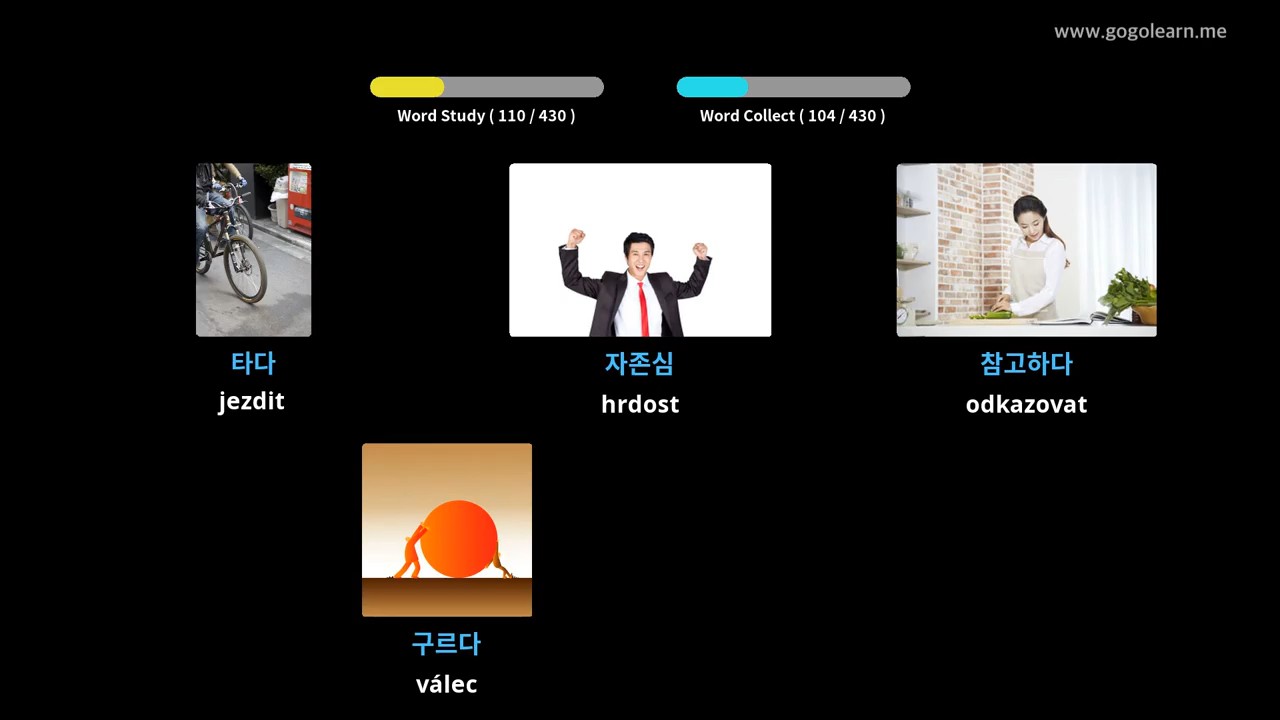 www.gogolearn.me
Word Study ( 110 / 430 )
Word Collect ( 104 / 430 )
타다
jezdit
자존심
hrdost
참고하다
odkazovat
구르다
válec